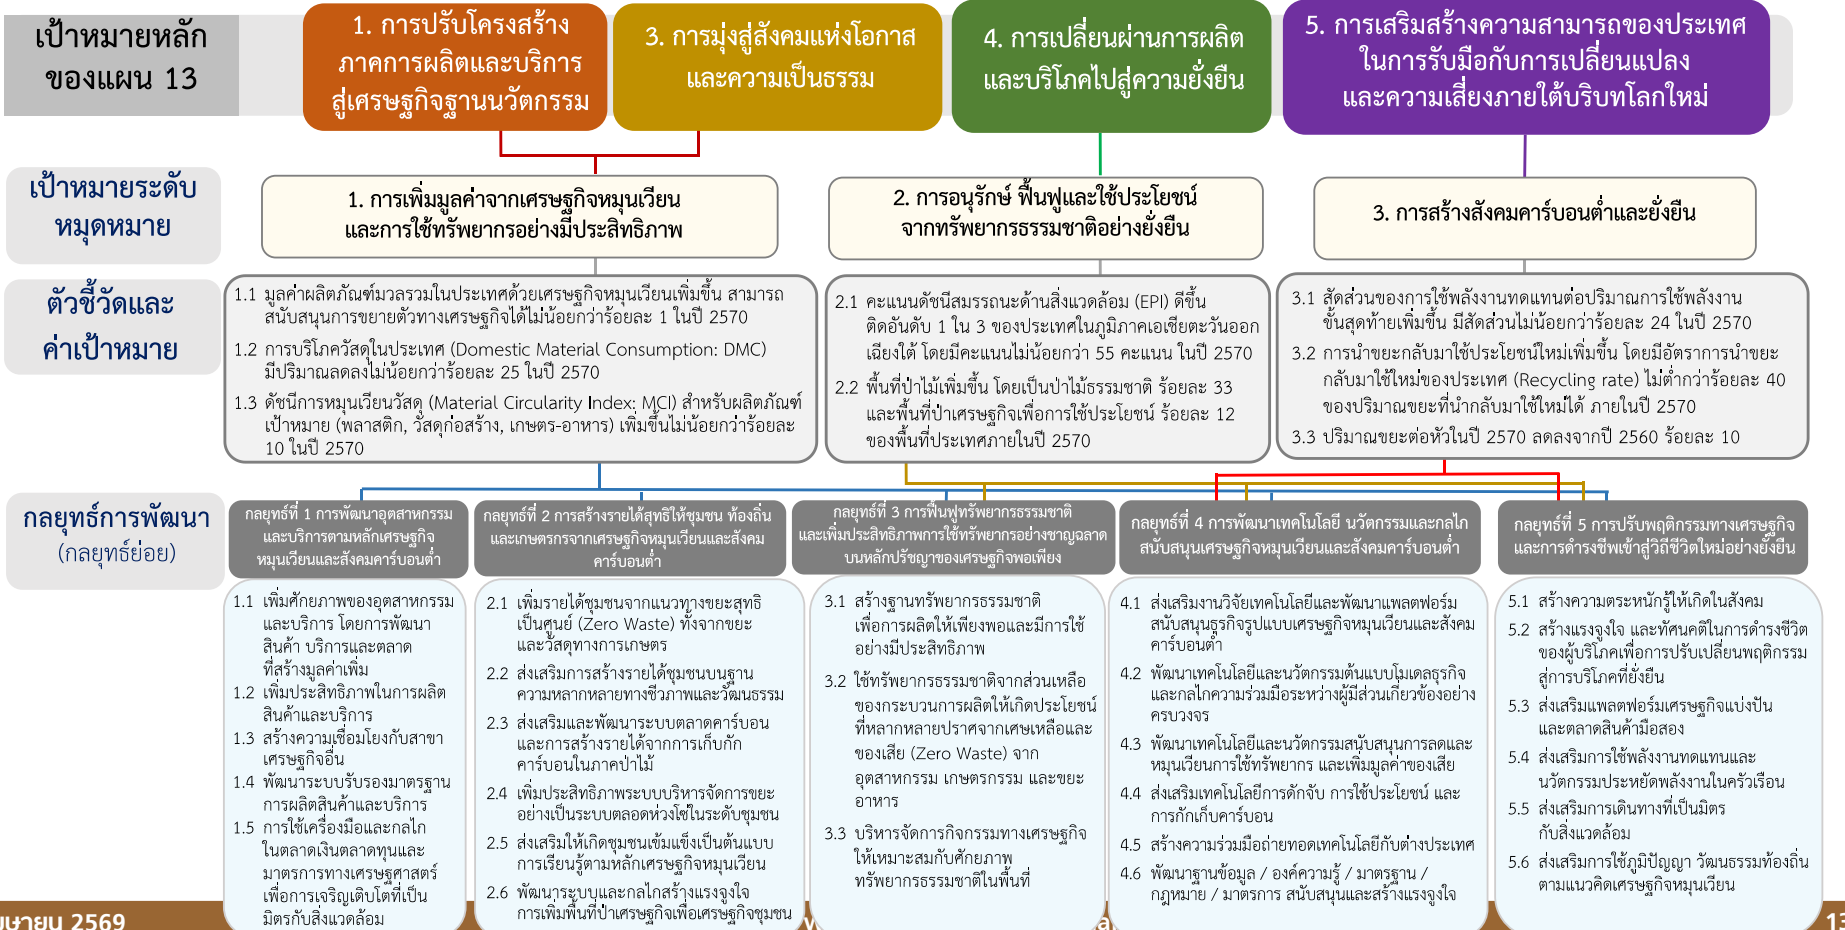 เป้าหมายหลัก
ของแผน 13
1. การปรับโครงสร้าง
ภาคการผลิตและบริการ
สู่เศรษฐกิจฐานนวัตกรรม
3. การมุ่งสู่สังคมแห่งโอกาส
และความเป็นธรรม
4. การเปลี่ยนผ่านการผลิต
และบริโภคไปสู่ความยั่งยืน
5. การเสริมสร้างความสามารถของประเทศ
ในการรับมือกับการเปลี่ยนแปลง
และความเสี่ยงภายใต้บริบทโลกใหม่
เป้าหมายระดับ
หมุดหมาย
1. การเพิ่มมูลค่าจากเศรษฐกิจหมุนเวียน
และการใช้ทรัพยากรอย่างมีประสิทธิภาพ
2. การอนุรักษ์ ฟื้นฟูและใช้ประโยชน์
จากทรัพยากรธรรมชาติอย่างยั่งยืน
3. การสร้างสังคมคาร์บอนต่ำและยั่งยืน
ตัวชี้วัดและ
ค่าเป้าหมาย
1.1 มูลค่าผลิตภัณฑ์มวลรวมในประเทศด้วยเศรษฐกิจหมุนเวียนเพิ่มขึ้น สามารถ
สนับสนุนการขยายตัวทางเศรษฐกิจได้ไม่น้อยกว่าร้อยละ 1 ในปี 2570
1.2 การบริโภควัสดุในประเทศ (Domestic Material Consumption: DMC)
มีปริมาณลดลงไม่น้อยกว่าร้อยละ 25 ในปี 2570
1.3 ดัชนีการหมุนเวียนวัสดุ (Material Circularity Index: MCI) สำหรับผลิตภัณฑ์
เป้าหมาย (พลาสติก, วัสดุก่อสร้าง, เกษตร-อาหาร) เพิ่มขึ้นไม่น้อยกว่าร้อยละ
10 ในปี 2570
2.1 คะแนนดัชนีสมรรถนะด้านสิ่งแวดล้อม (EPI) ดีขึ้น
ติดอันดับ 1 ใน 3 ของประเทศในภูมิภาคเอเชียตะวันออก
เฉียงใต้ โดยมีคะแนนไม่น้อยกว่า 55 คะแนน ในปี 2570
2.2 พื้นที่ป่าไม้เพิ่มขึ้น โดยเป็นป่าไม้ธรรมชาติ ร้อยละ 33
และพื้นที่ป่าเศรษฐกิจเพื่อการใช้ประโยชน์ ร้อยละ 12
ของพื้นที่ประเทศภายในปี 2570
3.1 สัดส่วนของการใช้พลังงานทดแทนต่อปริมาณการใช้พลังงาน
ขั้นสุดท้ายเพิ่มขึ้น มีสัดส่วนไม่น้อยกว่าร้อยละ 24 ในปี 2570
3.2 การนำขยะกลับมาใช้ประโยชน์ใหม่เพิ่มขึ้น โดยมีอัตราการนำขยะ
กลับมาใช้ใหม่ของประเทศ (Recycling rate) ไม่ต่ำกว่าร้อยละ 40
ของปริมาณขยะที่นำกลับมาใช้ใหม่ได้ ภายในปี 2570
3.3 ปริมาณขยะต่อหัวในปี 2570 ลดลงจากปี 2560 ร้อยละ 10
กลยุทธ์การพัฒนา
(กลยุทธ์ย่อย)
กลยุทธ์ที่ 1 การพัฒนาอุตสาหกรรม
และบริการตามหลักเศรษฐกิจ
หมุนเวียนและสังคมคาร์บอนต่ำ
กลยุทธ์ที่ 2 การสร้างรายได้สุทธิให้ชุมชน ท้องถิ่น
และเกษตรกรจากเศรษฐกิจหมุนเวียนและสังคม
คาร์บอนต่ำ
กลยุทธ์ที่ 3 การฟื้นฟูทรัพยากรธรรมชาติ
และเพิ่มประสิทธิภาพการใช้ทรัพยากรอย่างชาญฉลาด
บนหลักปรัชญาของเศรษฐกิจพอเพียง
กลยุทธ์ที่ 4 การพัฒนาเทคโนโลยี นวัตกรรมและกลไก
สนับสนุนเศรษฐกิจหมุนเวียนและสังคมคาร์บอนต่ำ
กลยุทธ์ที่ 5 การปรับพฤติกรรมทางเศรษฐกิจ
และการดำรงชีพเข้าสู่วิถีชีวิตใหม่อย่างยั่งยืน
1.1 เพิ่มศักยภาพของอุตสาหกรรม
และบริการ โดยการพัฒนา
สินค้า บริการและตลาด
ที่สร้างมูลค่าเพิ่ม
1.2 เพิ่มประสิทธิภาพในการผลิต
สินค้าและบริการ
1.3 สร้างความเชื่อมโยงกับสาขา
เศรษฐกิจอื่น
1.4 พัฒนาระบบรับรองมาตรฐาน
การผลิตสินค้าและบริการ
1.5 การใช้เครื่องมือและกลไก
ในตลาดเงินตลาดทุนและ
มาตรการทางเศรษฐศาสตร์
เพื่อการเจริญเติบโตที่เป็น
มิตรกับสิ่งแวดล้อม
2.1 เพิ่มรายได้ชุมชนจากแนวทางขยะสุทธิ
เป็นศูนย์ (Zero Waste) ทั้งจากขยะ
และวัสดุทางการเกษตร
2.2 ส่งเสริมการสร้างรายได้ชุมชนบนฐาน
ความหลากหลายทางชีวภาพและวัฒนธรรม
2.3 ส่งเสริมและพัฒนาระบบตลาดคาร์บอน
และการสร้างรายได้จากการเก็บกัก
คาร์บอนในภาคป่าไม้
2.4 เพิ่มประสิทธิภาพระบบบริหารจัดการขยะ
อย่างเป็นระบบตลอดห่วงโซ่ในระดับชุมชน
2.5 ส่งเสริมให้เกิดชุมชนเข้มแข็งเป็นต้นแบบ
การเรียนรู้ตามหลักเศรษฐกิจหมุนเวียน
2.6 พัฒนาระบบและกลไกสร้างแรงจูงใจ
การเพิ่มพื้นที่ป่าเศรษฐกิจเพื่อเศรษฐกิจชุมชน
3.1 สร้างฐานทรัพยากรธรรมชาติ
เพื่อการผลิตให้เพียงพอและมีการใช้
อย่างมีประสิทธิภาพ
3.2 ใช้ทรัพยากรธรรมชาติจากส่วนเหลือ
ของกระบวนการผลิตให้เกิดประโยชน์
ที่หลากหลายปราศจากเศษเหลือและ
ของเสีย (Zero Waste) จาก
อุตสาหกรรม เกษตรกรรม และขยะ
อาหาร
3.3 บริหารจัดการกิจกรรมทางเศรษฐกิจ
ให้เหมาะสมกับศักยภาพ
ทรัพยากรธรรมชาติในพื้นที่
4.1 ส่งเสริมงานวิจัยเทคโนโลยีและพัฒนาแพลตฟอร์ม
สนับสนุนธุรกิจรูปแบบเศรษฐกิจหมุนเวียนและสังคม
คาร์บอนต่ำ
4.2 พัฒนาเทคโนโลยีและนวัตกรรมต้นแบบโมเดลธุรกิจ
และกลไกความร่วมมือระหว่างผู้มีส่วนเกี่ยวข้องอย่าง
ครบวงจร
4.3 พัฒนาเทคโนโลยีและนวัตกรรมสนับสนุนการลดและ
หมุนเวียนการใช้ทรัพยากร และเพิ่มมูลค่าของเสีย
4.4 ส่งเสริมเทคโนโลยีการดักจับ การใช้ประโยชน์ และ
การกักเก็บคาร์บอน
4.5 สร้างความร่วมมือถ่ายทอดเทคโนโลยีกับต่างประเทศ
4.6 พัฒนาฐานข้อมูล / องค์ความรู้ / มาตรฐาน /
กฎหมาย / มาตรการ สนับสนุนและสร้างแรงจูงใจ
5.1 สร้างความตระหนักรู้ให้เกิดในสังคม
5.2 สร้างแรงจูงใจ และทัศนคติในการดำรงชีวิต
ของผู้บริโภคเพื่อการปรับเปลี่ยนพฤติกรรม
สู่การบริโภคที่ยั่งยืน
5.3 ส่งเสริมแพลตฟอร์มเศรษฐกิจแบ่งปัน
และตลาดสินค้ามือสอง
5.4 ส่งเสริมการใช้พลังงานทดแทนและ
นวัตกรรมประหยัดพลังงานในครัวเรือน
5.5 ส่งเสริมการเดินทางที่เป็นมิตร
กับสิ่งแวดล้อม
5.6 ส่งเสริมการใช้ภูมิปัญญา วัฒนธรรมท้องถิ่น
ตามแนวคิดเศรษฐกิจหมุนเวียน
2569
13